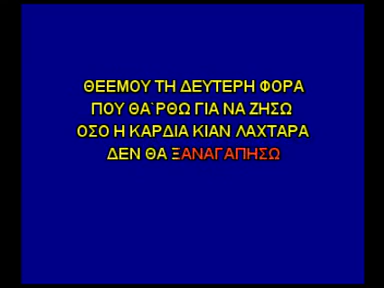 ΘΕΕΜΟΥ ΤΗ ΔΕΥΤΕΡΗ ΦΟΡΑ
ΠΟΥ ΘΑ`ΡΘΩ ΓΙΑ ΝΑ ΖΗΣΩ
ΟΣΟ Η ΚΑΡΔΙΑ ΚΙΑΝ ΛΑΧΤΑΡΑ
ΔΕΝ ΘΑ ΞΑΝΑΓΑΠΗΣΩ